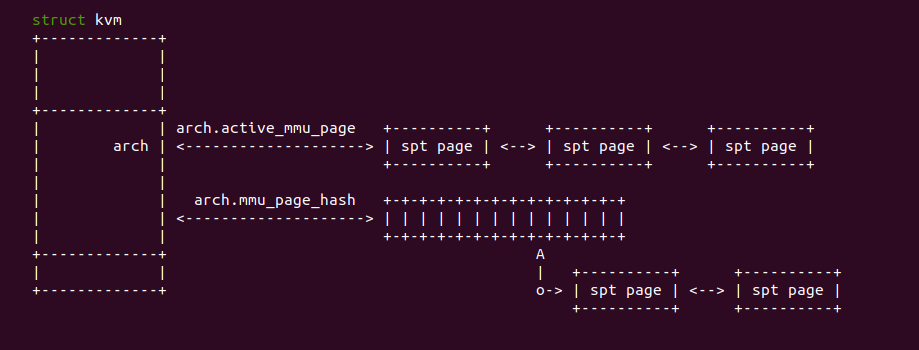 struct kvm
+-------------+
|             |
|             |
|             |
+-------------+
|             | arch.active_mmu_page   +----------+      +----------+      +----------+
|        arch | <--------------------> | spt page | <--> | spt page | <--> | spt page |
|             |                        +----------+      +----------+      +----------+
|             |
|             |   arch.mmu_page_hash   +-+-+-+-+-+-+-+-+-+-+-+-+-+
|             | <--------------------> | | | | | | | | | | | | | |
|             |                        +-+-+-+-+-+-+-+-+-+-+-+-+-+
+-------------+                                         A
|             |                                         |   +----------+      +----------+
+-------------+                                         o-> | spt page | <--> | spt page |
                                                            +----------+      +----------+